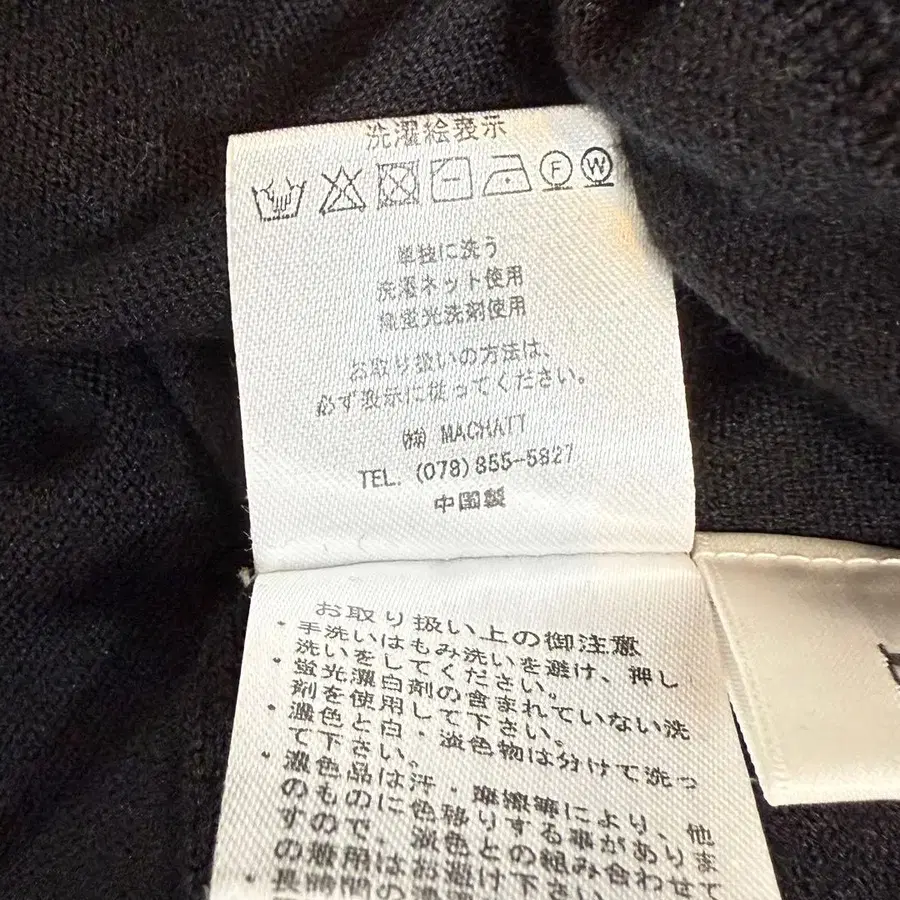 洗濯絵表示
F W
単独に洗う
洗濯ネット使用
無蛍光洗剤使用
お取り扱いの方法は、
必ず表示に従ってください。
㈱ MACHATT
TEL. (078)855-5827
中国製
お取り扱い上の御注意
・手洗いはもみ洗いを避け、押し
洗いをしてください。
・蛍光漂白剤の含まれていない洗
剤を使用して下さい。
・濃色と白・淡色物は分けて洗っ
て下さい。
・濃色品は汗・摩擦等により、他
のものに色移りする事がありま
すので、淡色との組み合わせて
の着用はお避け下さい。
・長時間の